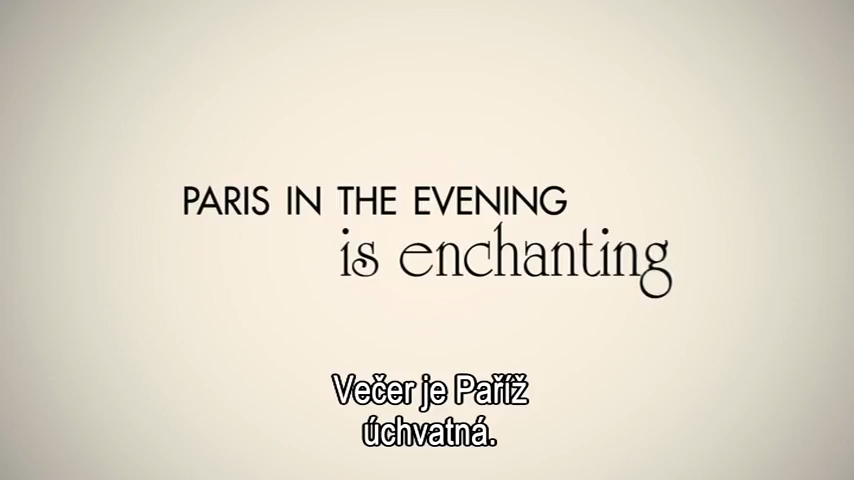 PARIS IN THE EVENING
is enchanting
Večer je Paříž
úchvatná.